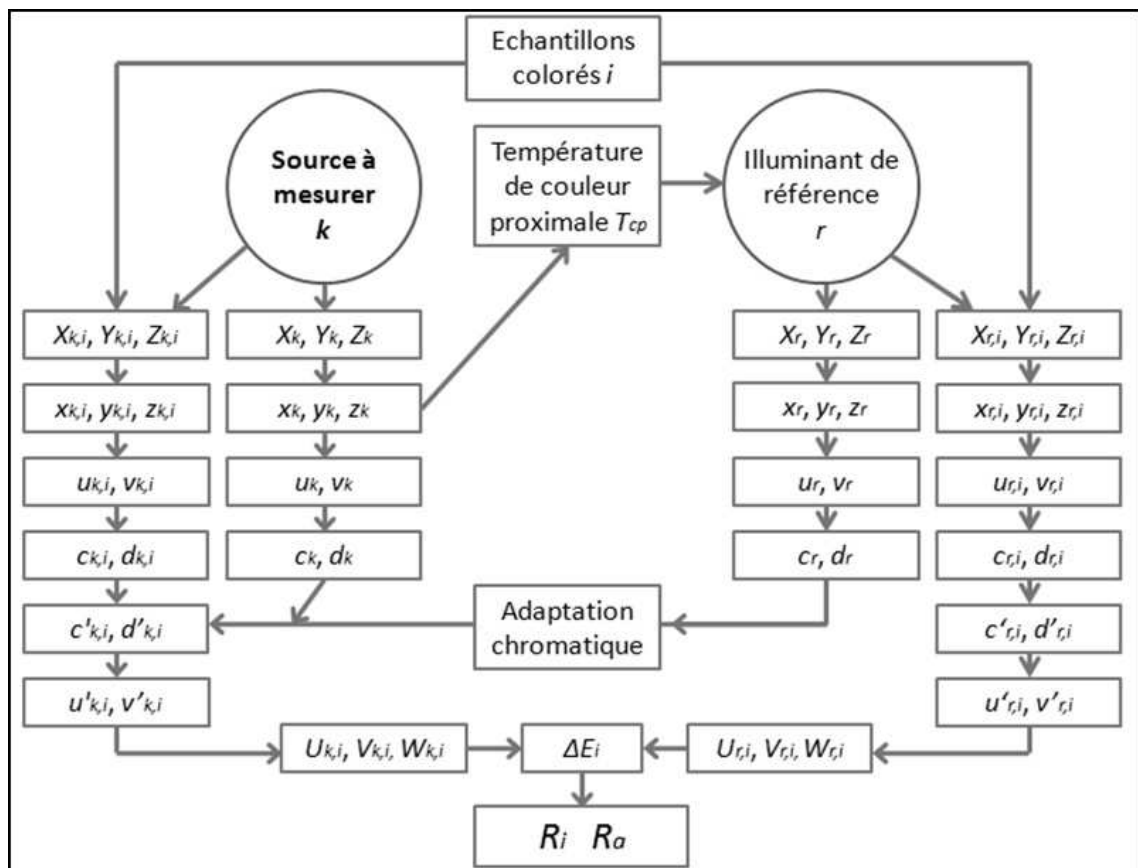 Echantillons
colorés i
Source à
mesurer
k
Température
de couleur
proximale Tcp
Illuminant de
référence
r
Xk,i, Yk,i, Zk,i
Xk, Yk, Zk
Xr, Yr, Zr
Xr,i, Yr,i, Zr,i
xk,i, yk,i, zk,i
xk, yk, zk
xr, yr, zr
xr,i, yr,i, zr,i
uk,i, vk,i
uk, vk
ur, vr
ur,i, vr,i
ck,i, dk,i
ck, dk
cr, dr
cr,i, dr,i
c'k,i, d’k,i
Adaptation
chromatique
c‘r,i, d’r,i
u'k,i, v’k,i
u‘r,i, v’r,i
Uk,i, Vk,i, Wk,i
ΔEi
Ur,i, Vr,i, Wr,i
Ri Ra